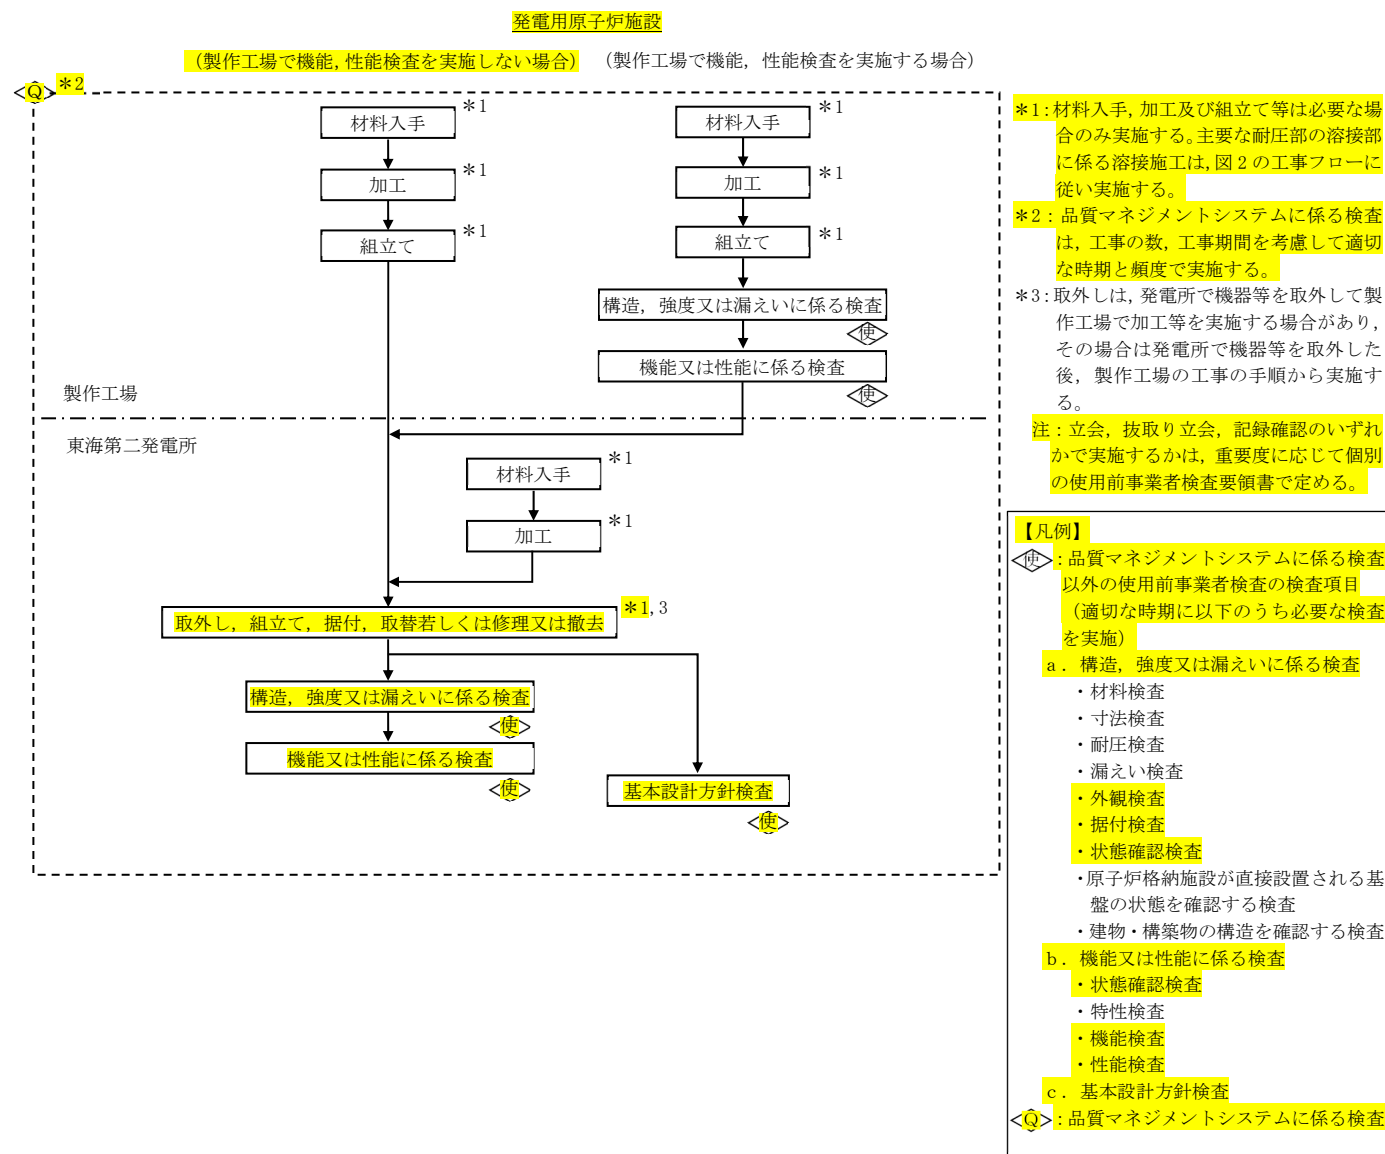 発電用原子炉施設
（製作工場で機能，性能検査を実施しない場合）
（製作工場で機能，性能検査を実施する場合）
Q
＊2
材料入手
＊1
加工
＊1
組立て
＊1
材料入手
＊1
加工
＊1
組立て
＊1
構造，強度又は漏えいに係る検査
使
機能又は性能に係る検査
使
製作工場
東海第二発電所
材料入手
＊1
加工
＊1
取外し，組立て，据付，取替若しくは修理又は撤去
＊1,3
構造，強度又は漏えいに係る検査
使
機能又は性能に係る検査
使
基本設計方針検査
使
＊1：材料入手，加工及び組立て等は必要な場
合のみ実施する。主要な耐圧部の溶接部
に係る溶接施工は，図2の工事フローに
従い実施する。
＊2：品質マネジメントシステムに係る検査
は，工事の数，工事期間を考慮して適切
な時期と頻度で実施する。
＊3：取外しは，発電所で機器等を取外して製
作工場で加工等を実施する場合があり，
その場合は発電所で機器等を取外した
後，製作工場の工事の手順から実施す
る。
注：立会，抜取り立会，記録確認のいずれ
かで実施するかは，重要度に応じて個別
の使用前事業者検査要領書で定める。
【凡例】
使：品質マネジメントシステムに係る検査
以外の使用前事業者検査の検査項目
（適切な時期に以下のうち必要な検査
を実施）
a．構造，強度又は漏えいに係る検査
・材料検査
・寸法検査
・耐圧検査
・漏えい検査
・外観検査
・据付検査
・状態確認検査
・原子炉格納施設が直接設置される基
盤の状態を確認する検査
・建物・構築物の構造を確認する検査
b．機能又は性能に係る検査
・状態確認検査
・特性検査
・機能検査
・性能検査
c．基本設計方針検査
Q：品質マネジメントシステムに係る検査